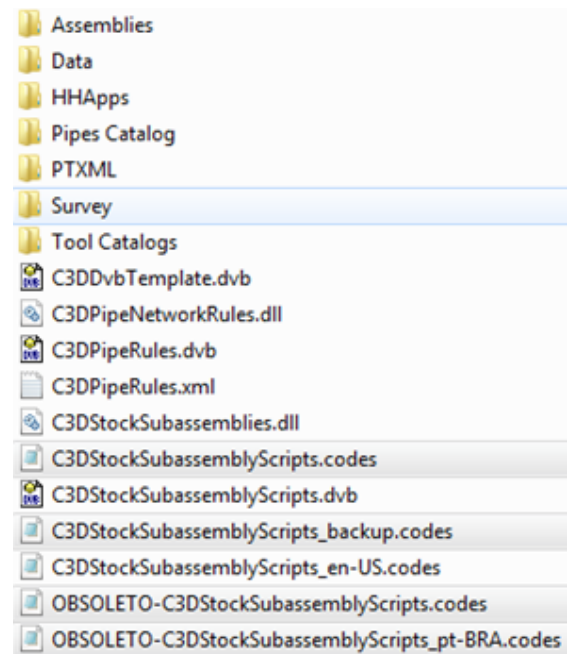 Assemblies
Data
HHApps
Pipes Catalog
PTXML
Survey
Tool Catalogs
C3DDvbTemplate.dvb
C3DPipeNetworkRules.dll
C3DPipeRules.dvb
C3DPipeRules.xml
C3DStockSubassemblies.dll
C3DStockSubassemblyScripts.codes
C3DStockSubassemblyScripts.dvb
C3DStockSubassemblyScripts_backup.codes
C3DStockSubassemblyScripts_en-US.codes
OBSOLETO-C3DStockSubassemblyScripts.codes
OBSOLETO-C3DStockSubassemblyScripts_pt-BRA.codes